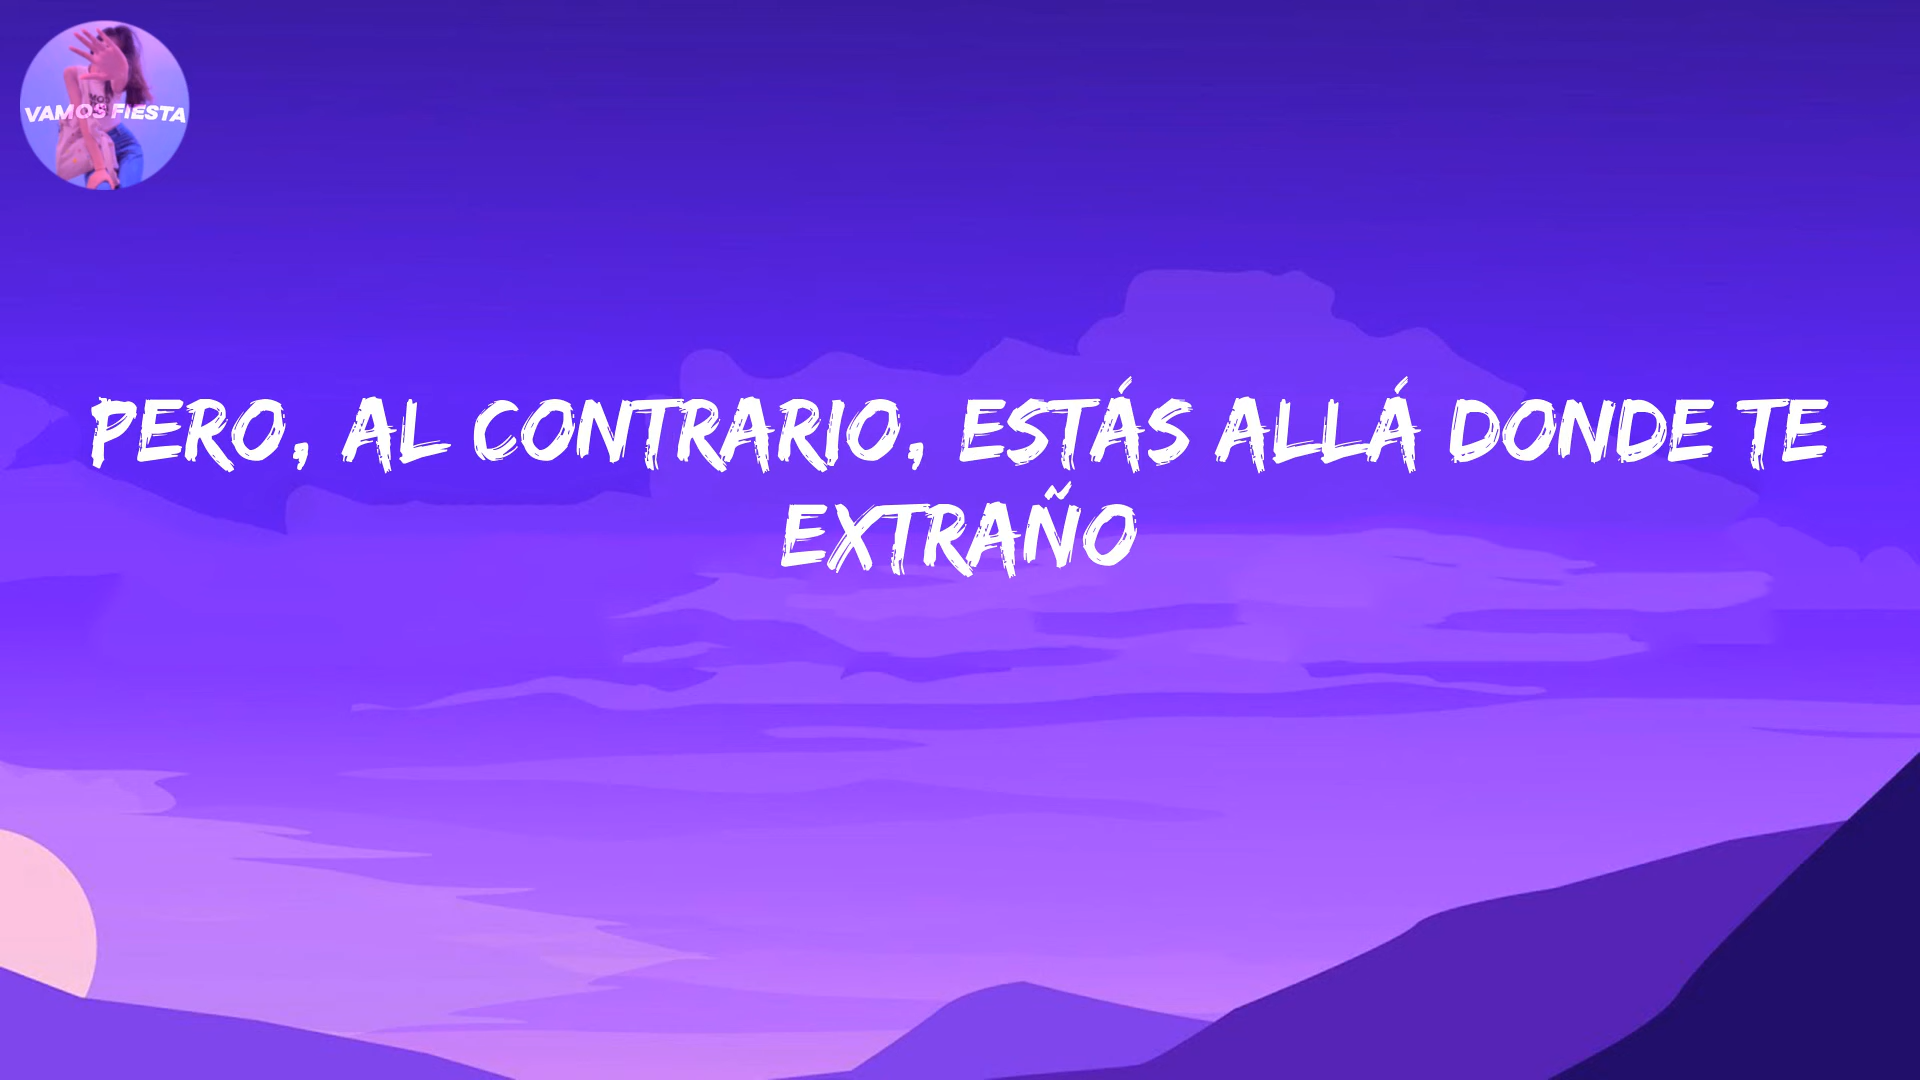 VAMOS FIESTA
PERO, AL CONTRARIO, ESTÁS ALLÁ DONDE TE
EXTRAÑO